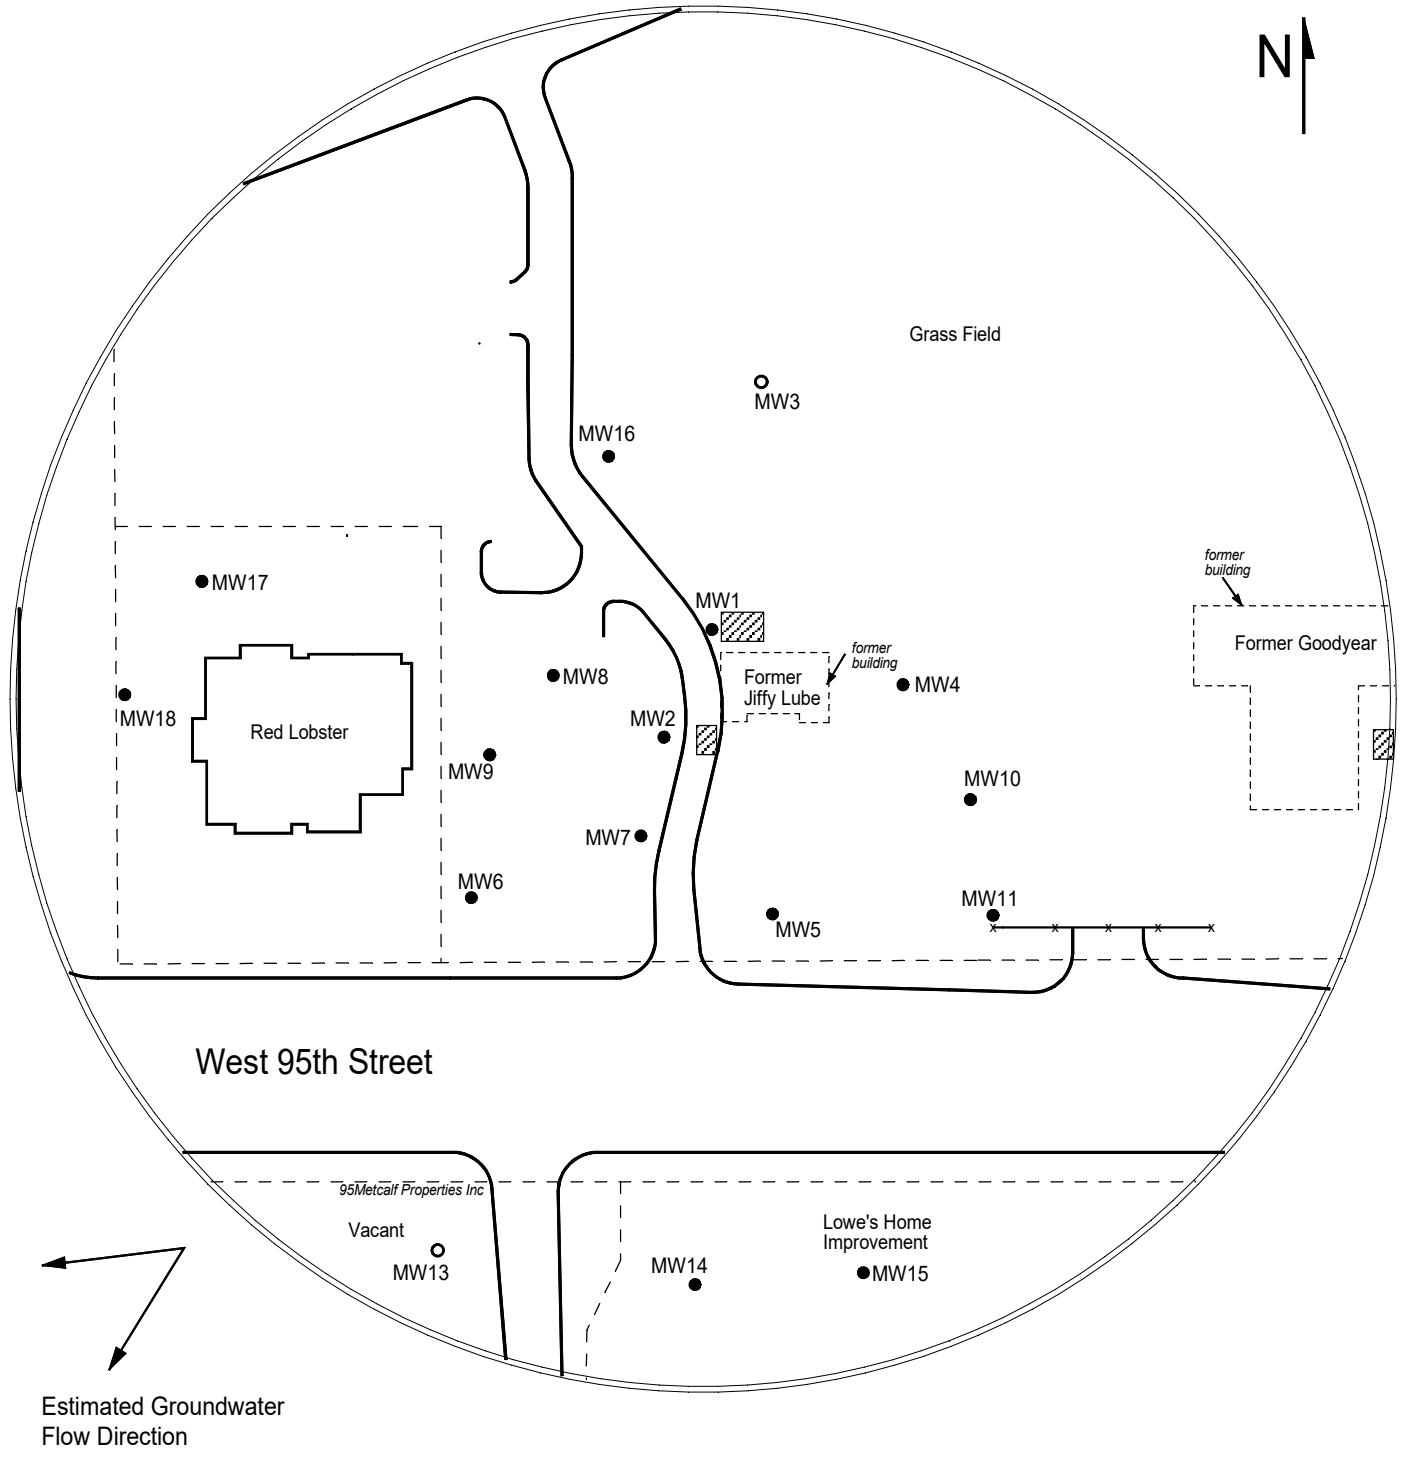 N
Grass Field
MW3
MW16
former
building
MW17
MW1
Former Goodyear
former
building
MW8
Former
Jiffy Lube
MW4
MW18
Red Lobster
MW2
MW9
MW10
MW7
MW6
MW11
MW5
x x x x x
West 95th Street
95Metcalf Properties Inc
Vacant
Lowe's Home
Improvement
MW13
MW14
MW15
Estimated Groundwater
Flow Direction